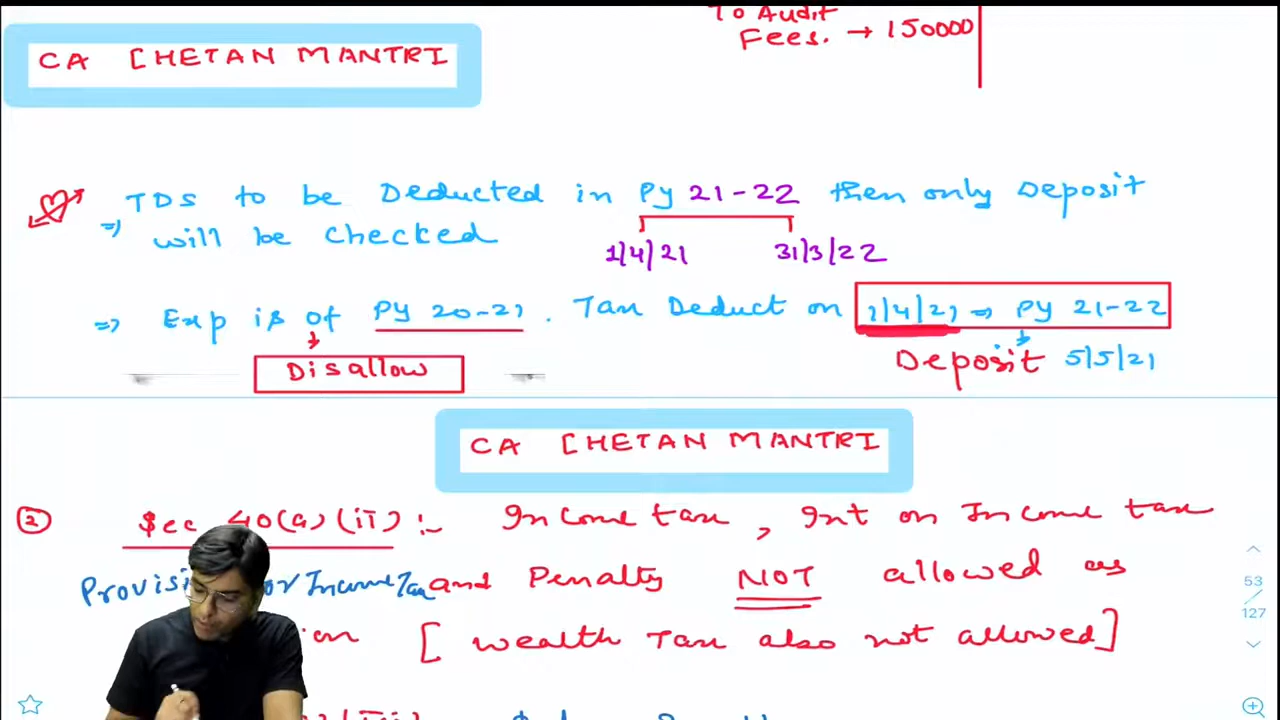 To Audit
Fees. → 150000
CA CHETAN MANTRI
⇒ TDS to be Deducted in Py 21-22 then only Deposit
will be checked
1/4/21 31/3/22
⇒ Exp is of Py 20-21. Tax Deduct on 1/4/21 ⇒ Py 21-22
Disallow
Deposit 5/5/21
CA CHETAN MANTRI
② Sec 40(a)(ii) :- Income tax, Int on Income tax
Provisi or Income Tax and Penalty NOT allowed as
ion [wealth Tax also not allowed]
53
/
127